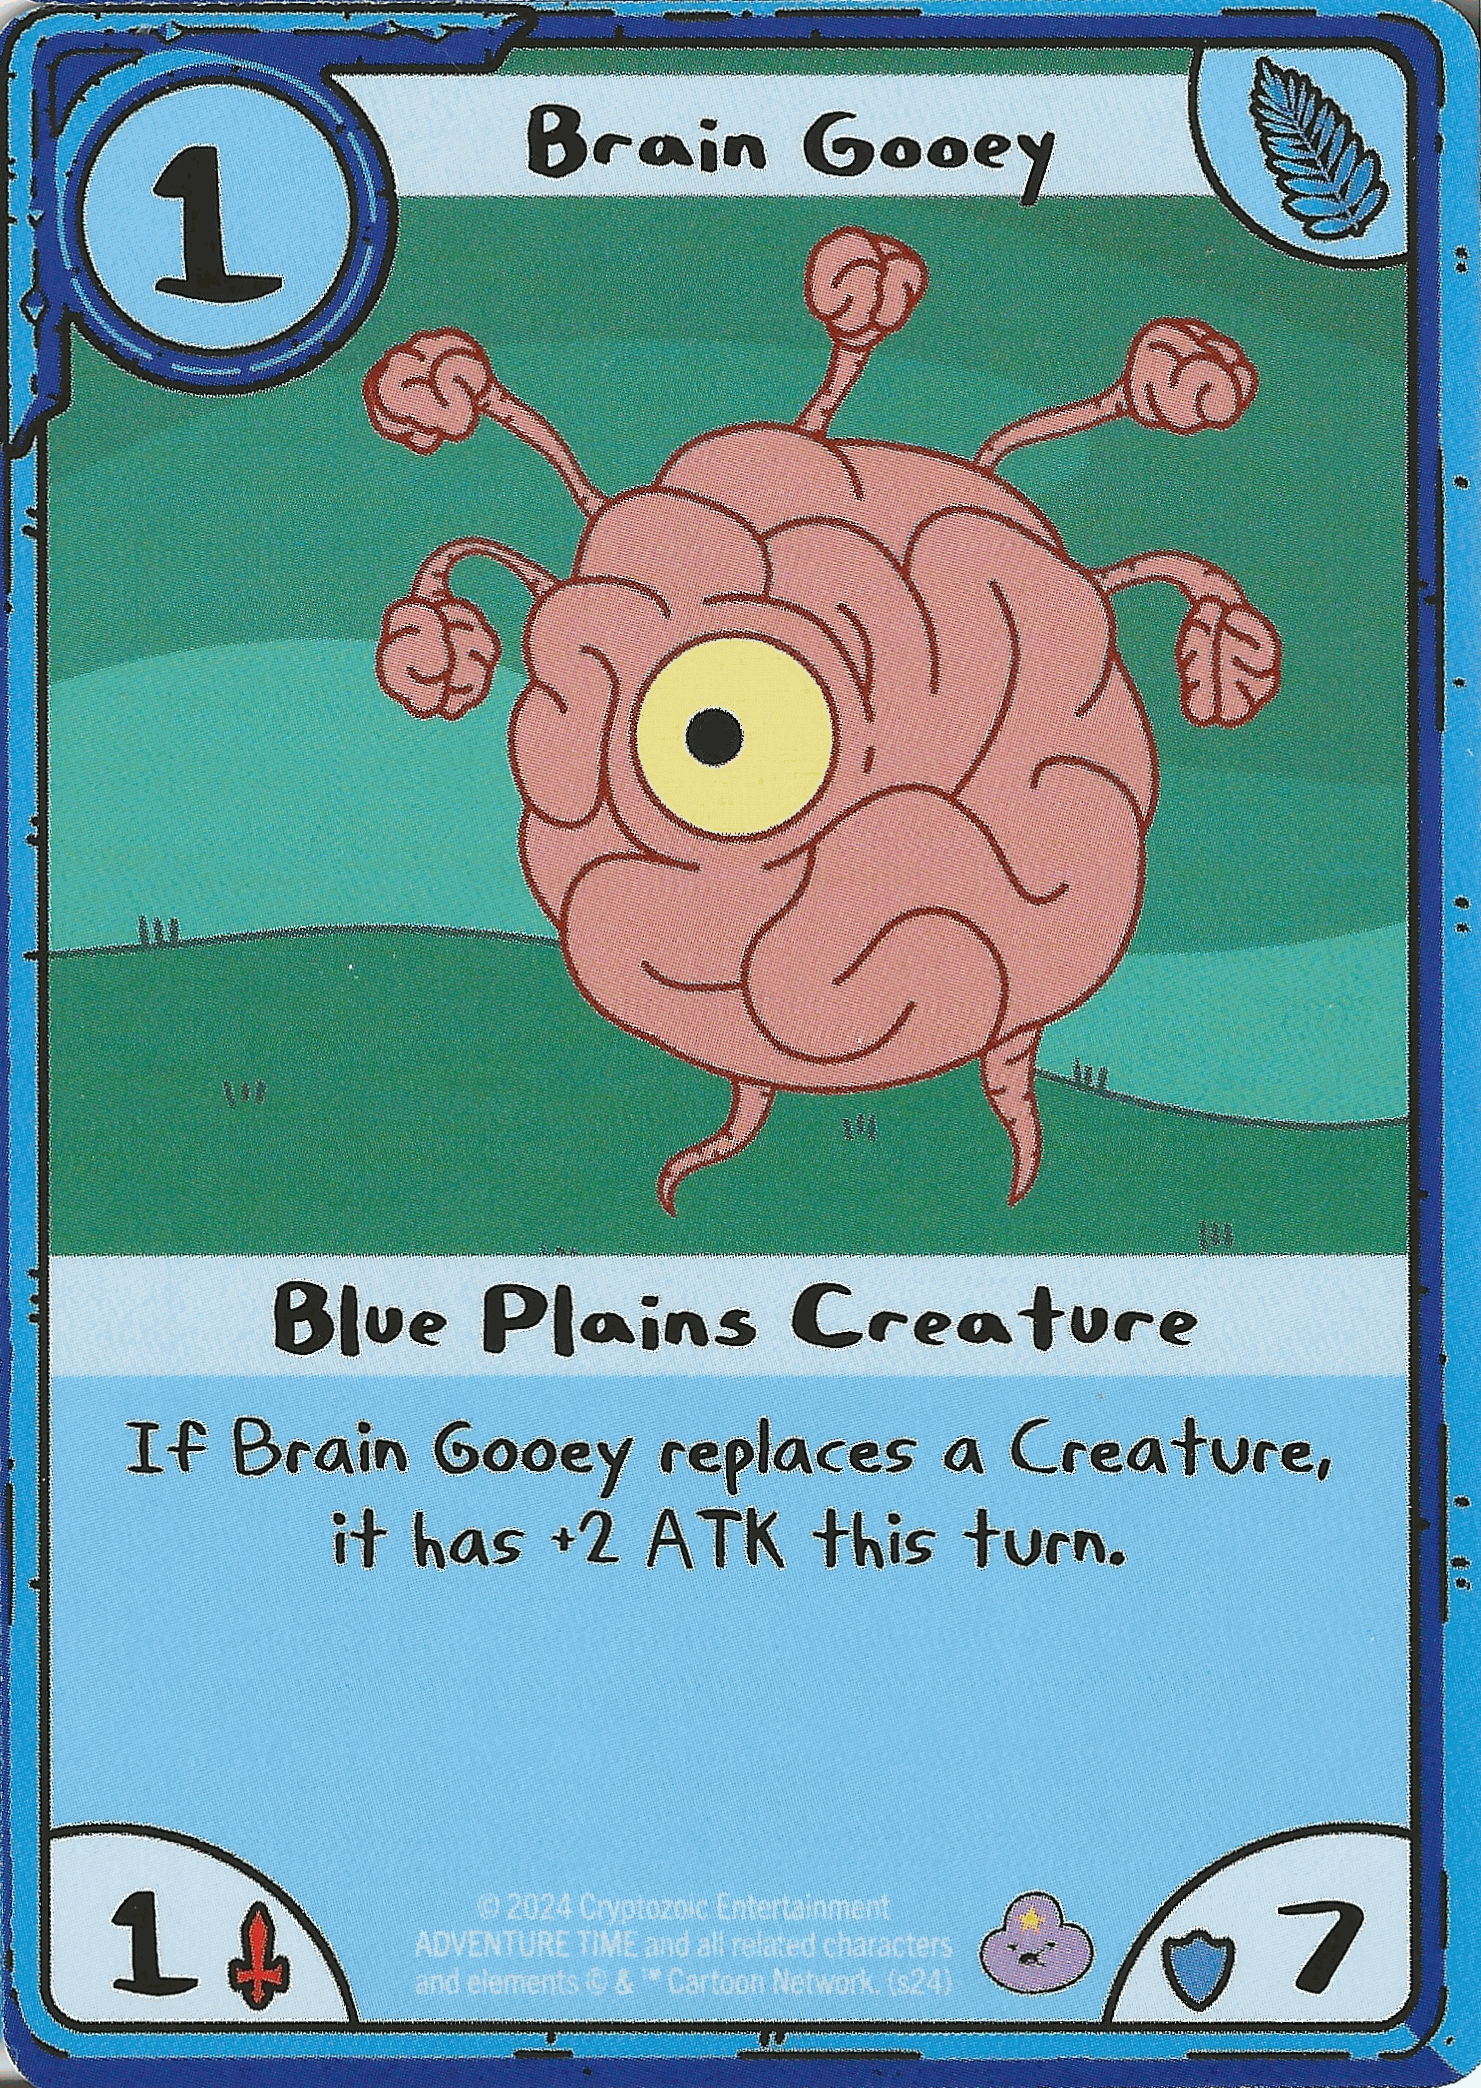 1
Brain Gooey
Blue Plains Creature
If Brain Gooey replaces a Creature,
it has +2 ATK this turn.
1
© 2024 Cryptozoic Entertainment
ADVENTURE TIME and all related characters
and elements © & ™ Cartoon Network. (s24)
7